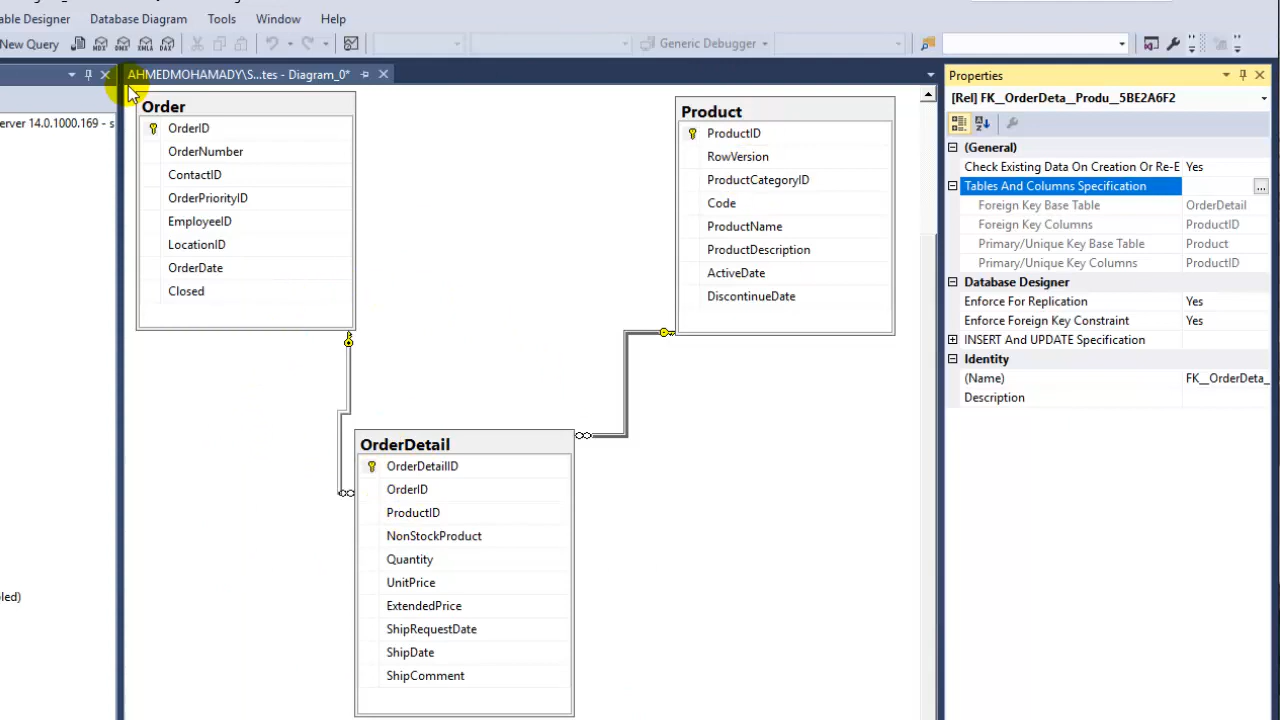 able Designer Database Diagram Tools Window Help
New Query MDX DMX XMLA DAX Generic Debugger
AHMEDMOHAMADY\S...tes - Diagram_0*
erver 14.0.1000.169 - s
led)
Order
OrderID
OrderNumber
ContactID
OrderPriorityID
EmployeeID
LocationID
OrderDate
Closed
Product
ProductID
RowVersion
ProductCategoryID
Code
ProductName
ProductDescription
ActiveDate
DiscontinueDate
OrderDetail
OrderDetailID
OrderID
ProductID
NonStockProduct
Quantity
UnitPrice
ExtendedPrice
ShipRequestDate
ShipDate
ShipComment
Properties
[Rel] FK__OrderDeta__Produ__5BE2A6F2
(General)
Check Existing Data On Creation Or Re-E Yes
Tables And Columns Specification ...
Foreign Key Base Table OrderDetail
Foreign Key Columns ProductID
Primary/Unique Key Base Table Product
Primary/Unique Key Columns ProductID
Database Designer
Enforce For Replication Yes
Enforce Foreign Key Constraint Yes
INSERT And UPDATE Specification
Identity
(Name) FK__OrderDeta_
Description